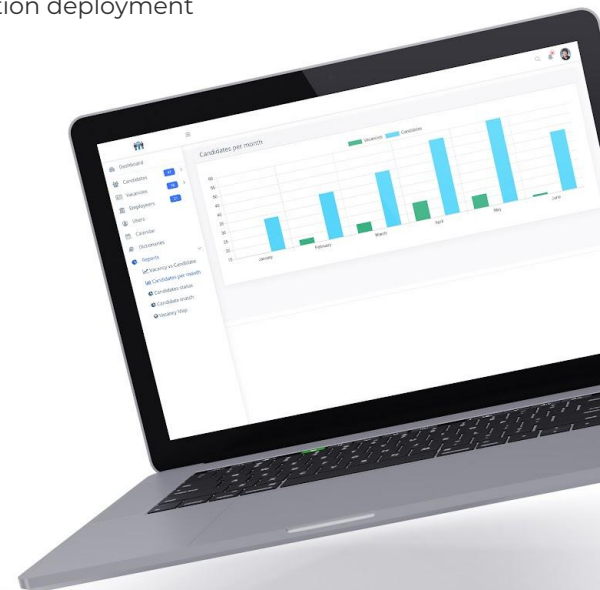 tion deployment
Candidates per month
Vacancies
Candidates
Dashboard
Candidates
Vacancies
Employers
Users
Calendar
Dictionaries
Reports
Vacancy vs Candidate
Candidates per month
Candidates status
Candidate match
Vacancy Map
January
February
March
April
May
June